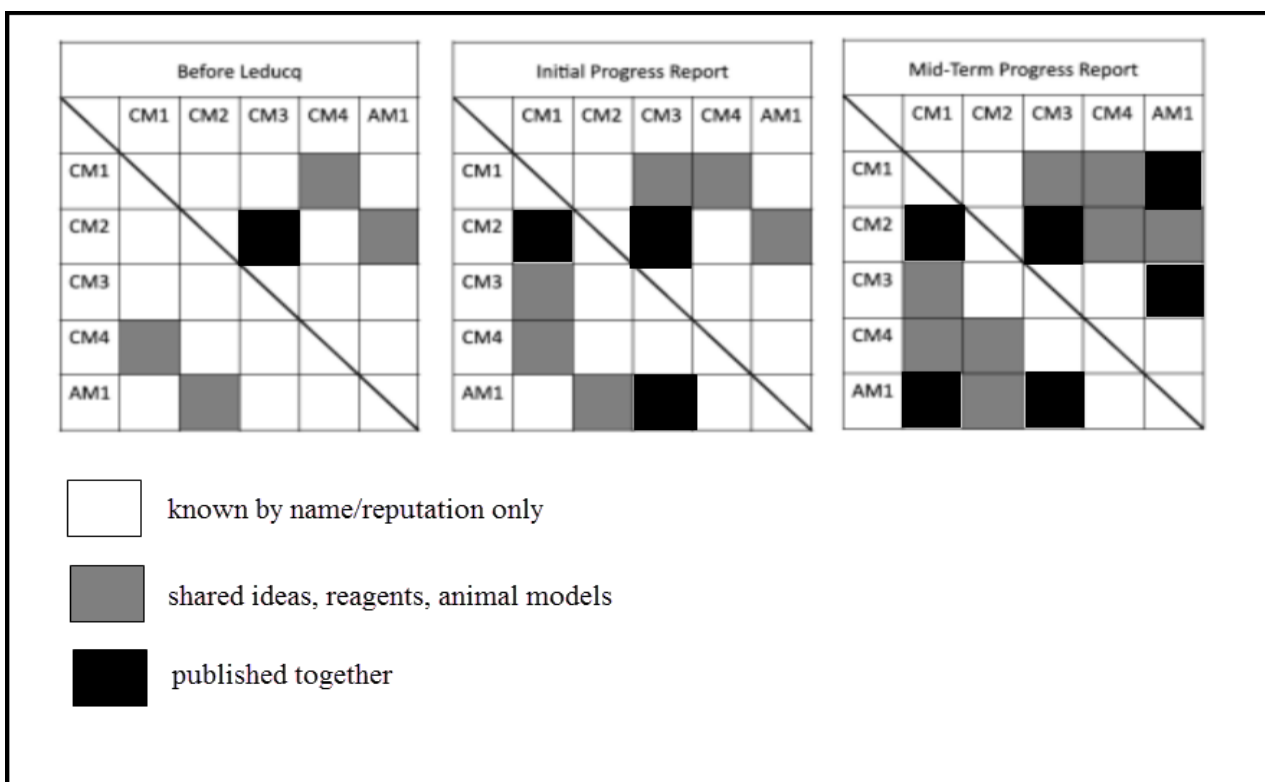 Before Leducq
CM1 CM2 CM3 CM4 AM1
CM1
CM2
CM3
CM4
AM1
Initial Progress Report
CM1 CM2 CM3 CM4 AM1
CM1
CM2
CM3
CM4
AM1
Mid-Term Progress Report
CM1 CM2 CM3 CM4 AM1
CM1
CM2
CM3
CM4
AM1
known by name/reputation only
shared ideas, reagents, animal models
published together